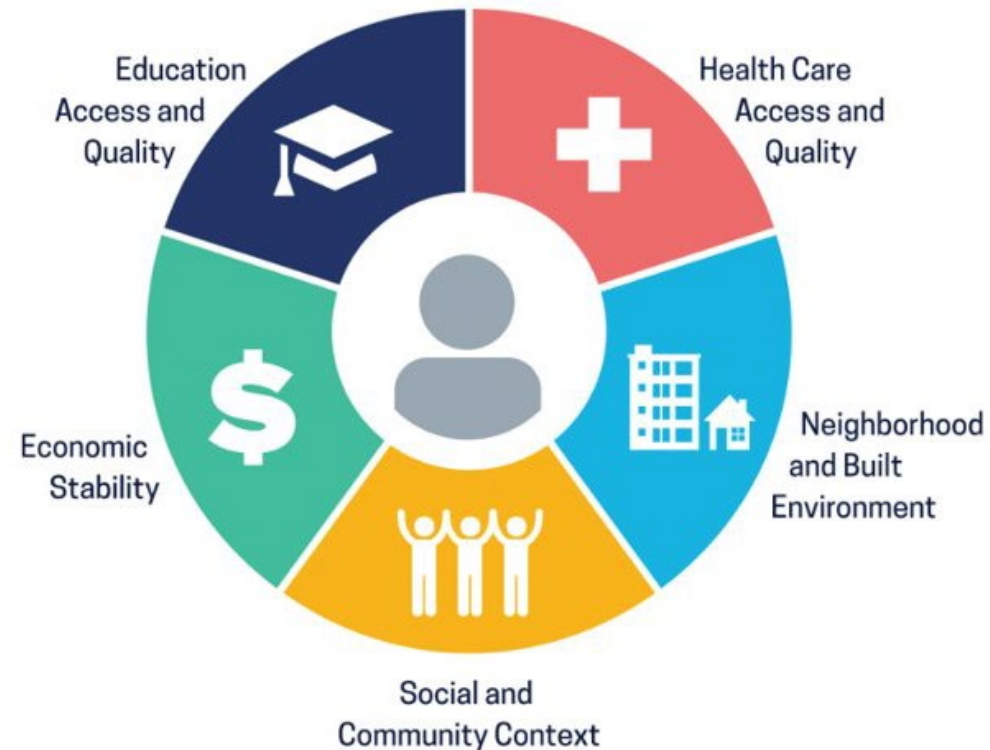 Education
Access and
Quality
Health Care
Access and
Quality
Economic
Stability
Neighborhood
and Built
Environment
Social and
Community Context